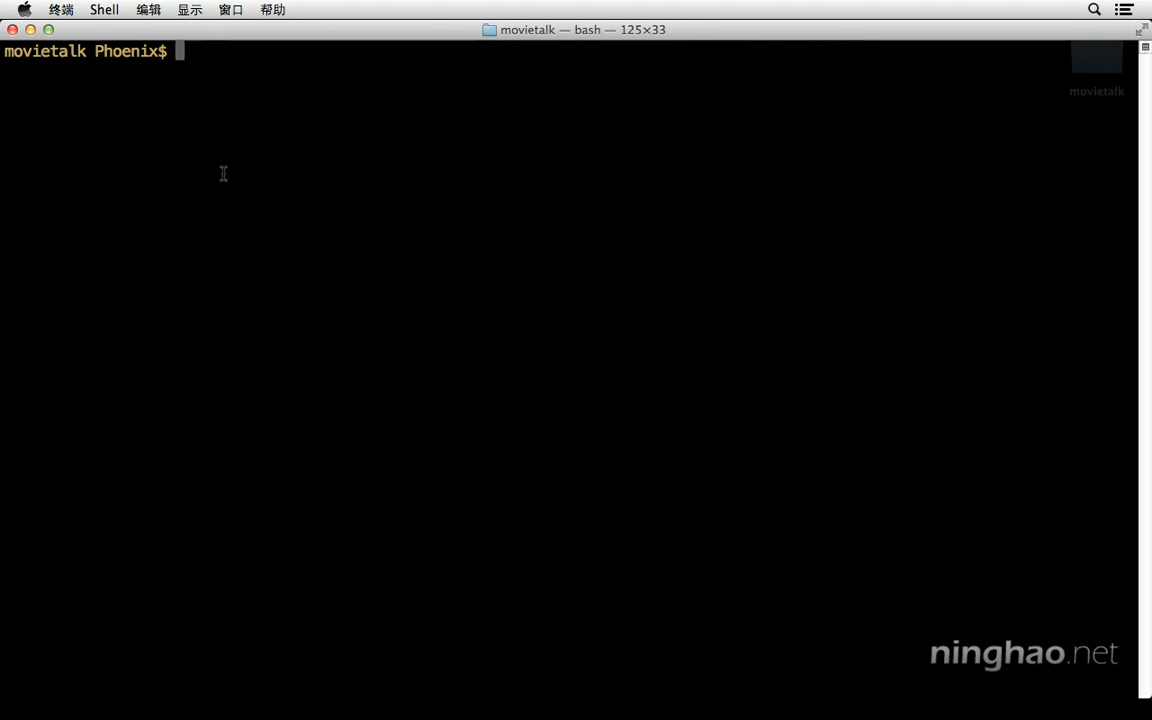 终端 Shell 编辑 显示 窗口 帮助
movietalk — bash — 125×33
movietalk Phoenix$
movietalk
ninghao.net